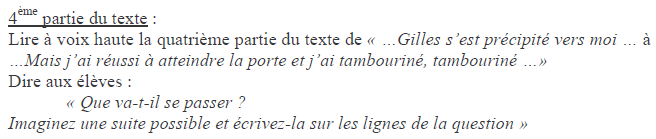 4ème partie du texte :
Lire à voix haute la quatrième partie du texte de « …Gilles s’est précipité vers moi … à
…Mais j’ai réussi à atteindre la porte et j’ai tambouriné, tambouriné …»
Dire aux élèves :
« Que va-t-il se passer ?
Imaginez une suite possible et écrivez-la sur les lignes de la question »